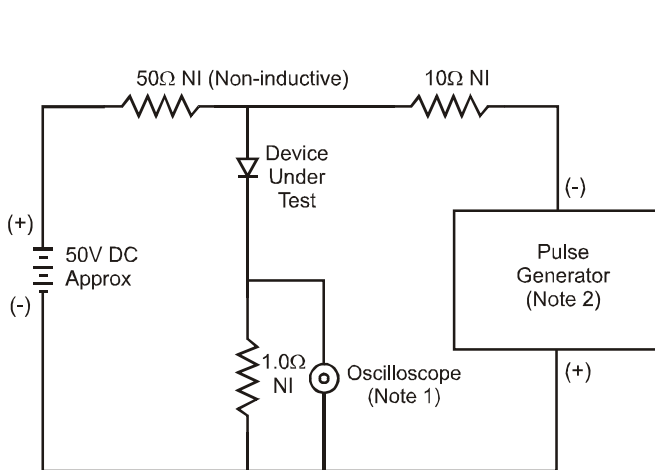 50Ω NI (Non-inductive)
10Ω NI
Device
Under
Test
(-)
(+)
50V DC
Approx
(-)
Pulse
Generator
(Note 2)
1.0Ω
NI
Oscilloscope
(Note 1)
(+)